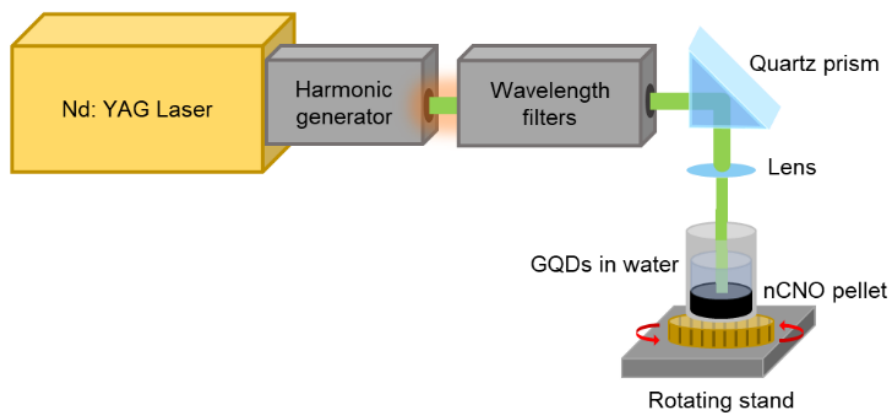 Nd: YAG Laser
Harmonic
generator
Wavelength
filters
Quartz prism
Lens
GQDs in water
nCNO pellet
Rotating stand